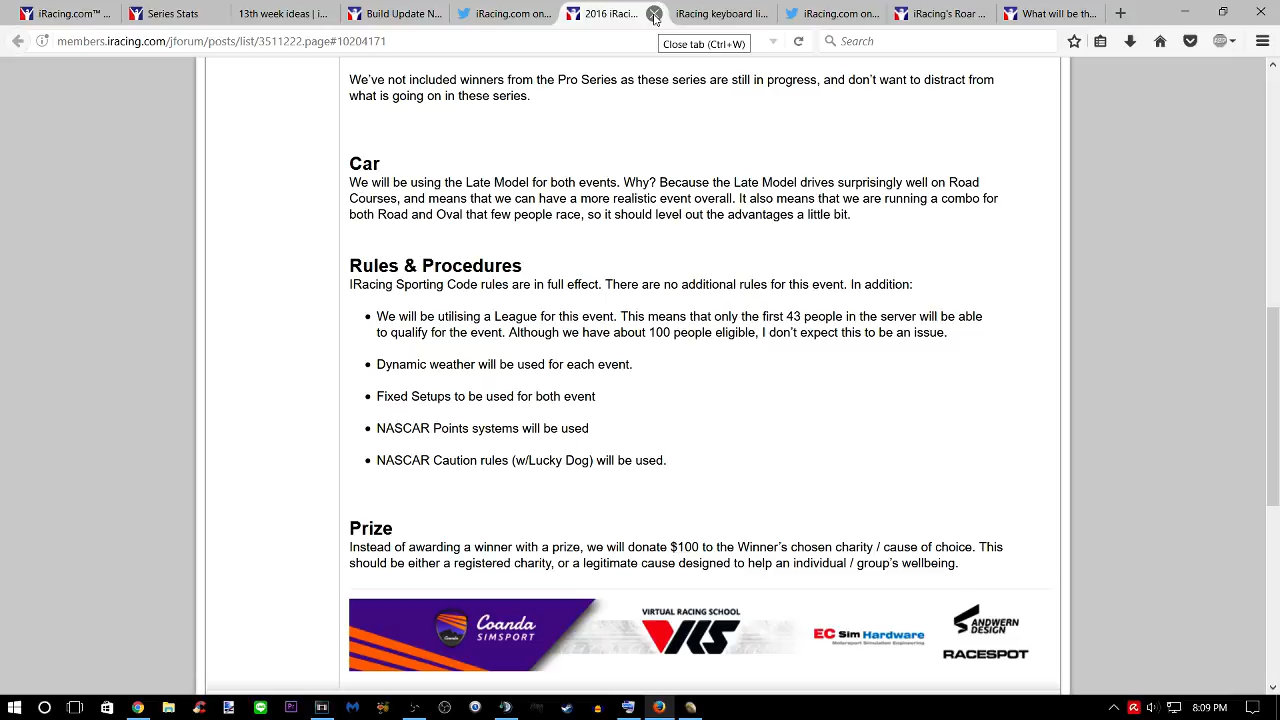 iRacing.com™ ...
Series Stats
13th week ideas | ...
Build Update N...
iRacing.com on...
2016 iRaci...
iRacing keyboard li...
iRacing.com on...
iRacing's Roar ...
What will be th...
members.iracing.com/jforum/posts/list/3511222.page#10204171
Close tab (Ctrl+W)
Search
We've not included winners from the Pro Series as these series are still in progress, and don't want to distract from
what is going on in these series.
Car
We will be using the Late Model for both events. Why? Because the Late Model drives surprisingly well on Road
Courses, and means that we can have a more realistic event overall. It also means that we are running a combo for
both Road and Oval that few people race, so it should level out the advantages a little bit.
Rules & Procedures
IRacing Sporting Code rules are in full effect. There are no additional rules for this event. In addition:
We will be utilising a League for this event. This means that only the first 43 people in the server will be able
to qualify for the event. Although we have about 100 people eligible, I don't expect this to be an issue.
Dynamic weather will be used for each event.
Fixed Setups to be used for both event
NASCAR Points systems will be used
NASCAR Caution rules (w/Lucky Dog) will be used.
Prize
Instead of awarding a winner with a prize, we will donate $100 to the Winner's chosen charity / cause of choice. This
should be either a registered charity, or a legitimate cause designed to help an individual / group's wellbeing.
Coanda
SIMSPORT
VIRTUAL RACING SCHOOL
VRS
EC Sim Hardware
Motorsport Simulation Engineering
ANDWERN
DESIGN
RACESPOT
8:09 PM